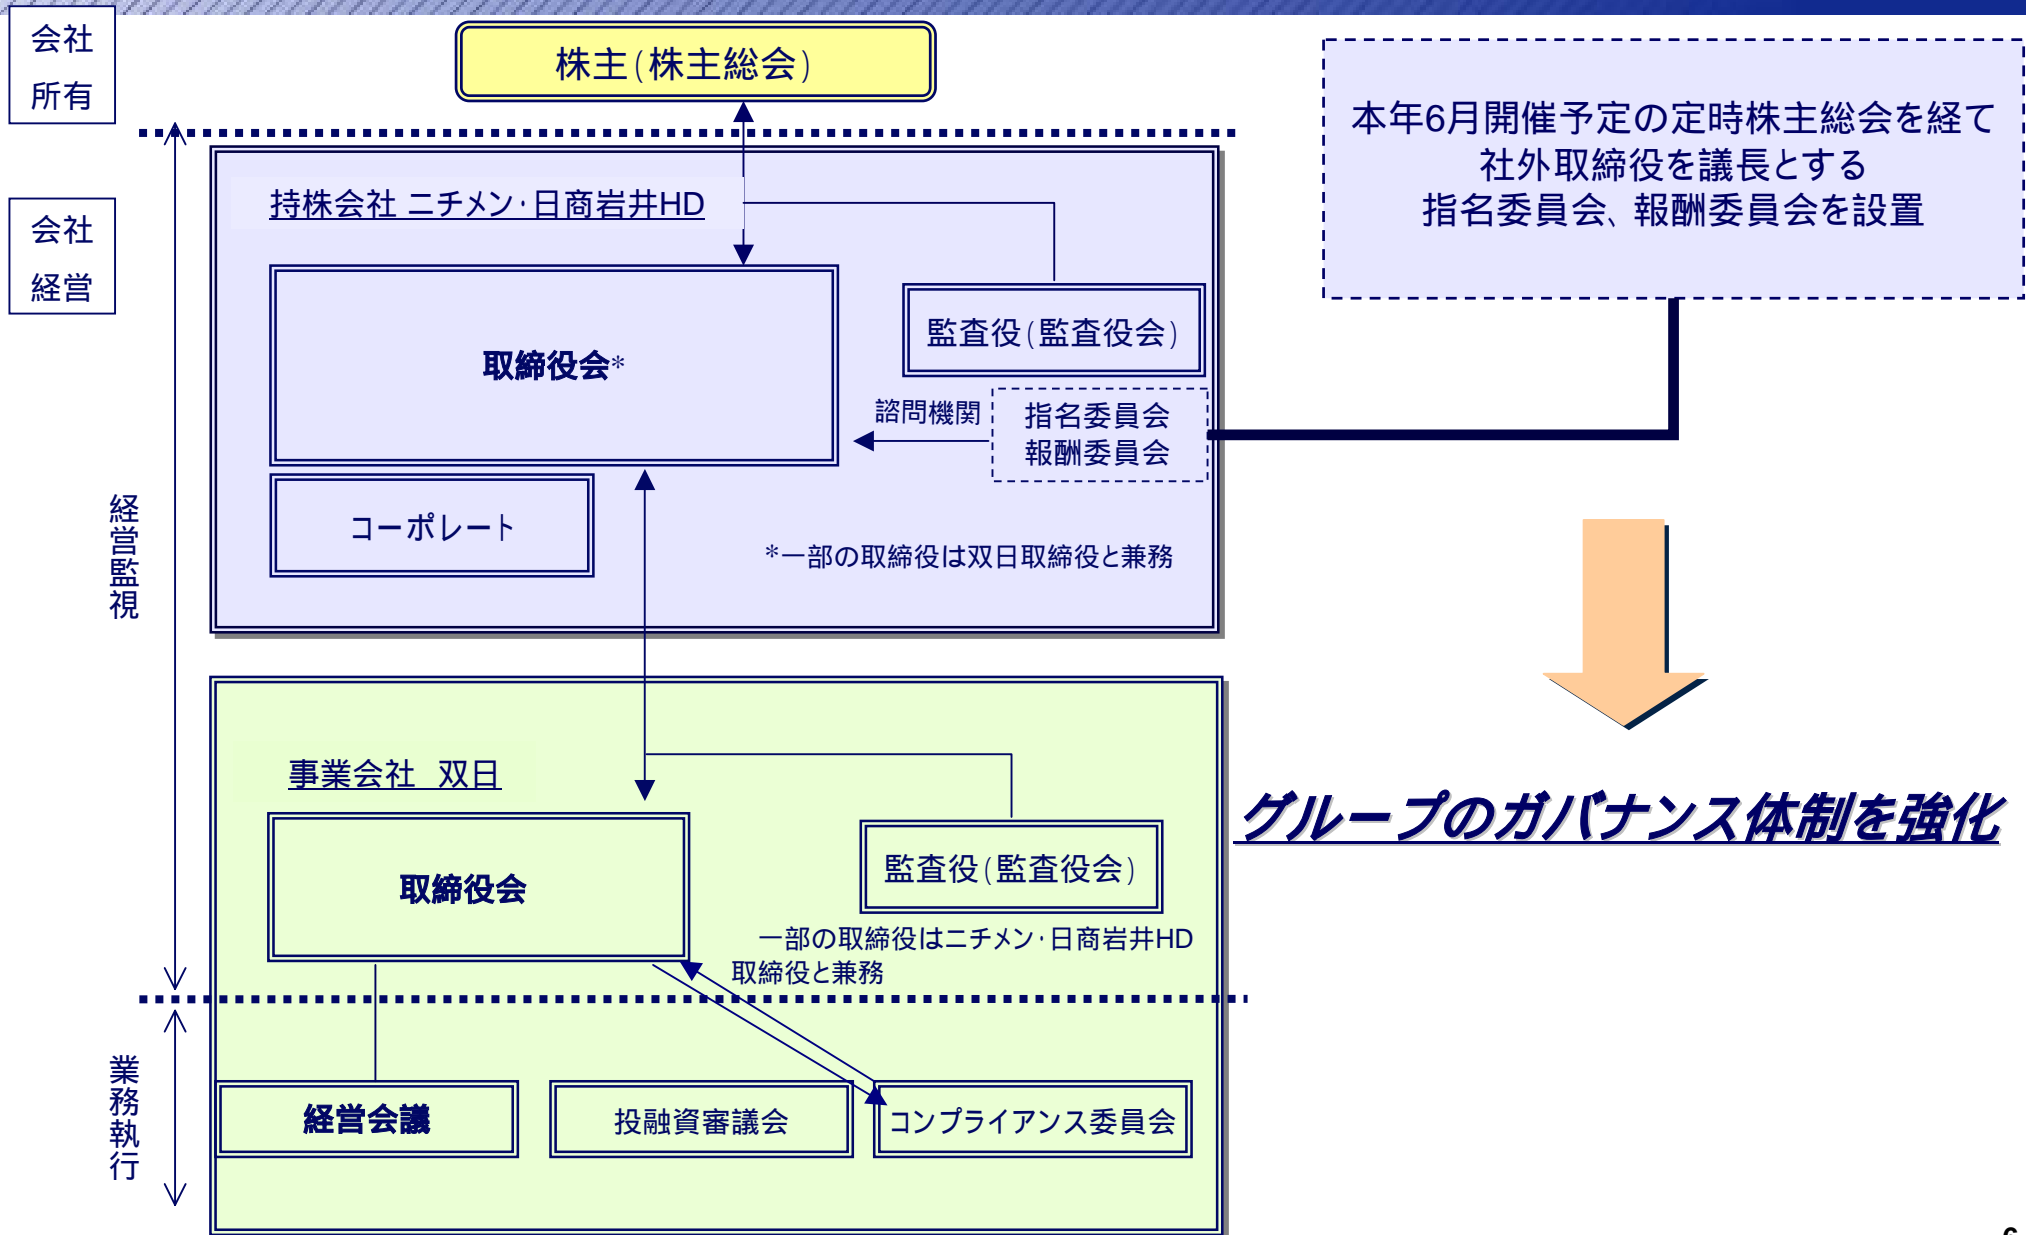 会社
所有
株主(株主総会)
本年6月開催予定の定時株主総会を経て
社外取締役を議長とする
指名委員会、報酬委員会を設置
会社
経営
持株会社 ニチメン・日商岩井HD
取締役会*
監査役(監査役会)
諮問機関
指名委員会
報酬委員会
コーポレート
*一部の取締役は双日取締役と兼務
経営監視
事業会社 双日
取締役会
監査役(監査役会)
一部の取締役はニチメン・日商岩井HD
取締役と兼務
グループのガバナンス体制を強化
業務執行
経営会議
投融資審議会
コンプライアンス委員会